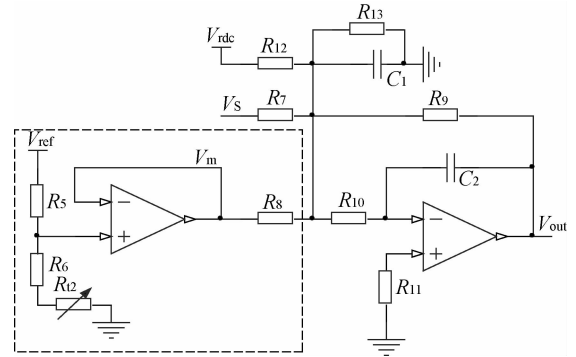 R13
Vrdc
R12
C1
VS
R7
R9
Vref
Vm
C2
R5
R8
R10
−
−
+
+
Vout
R6
Rt2
R11